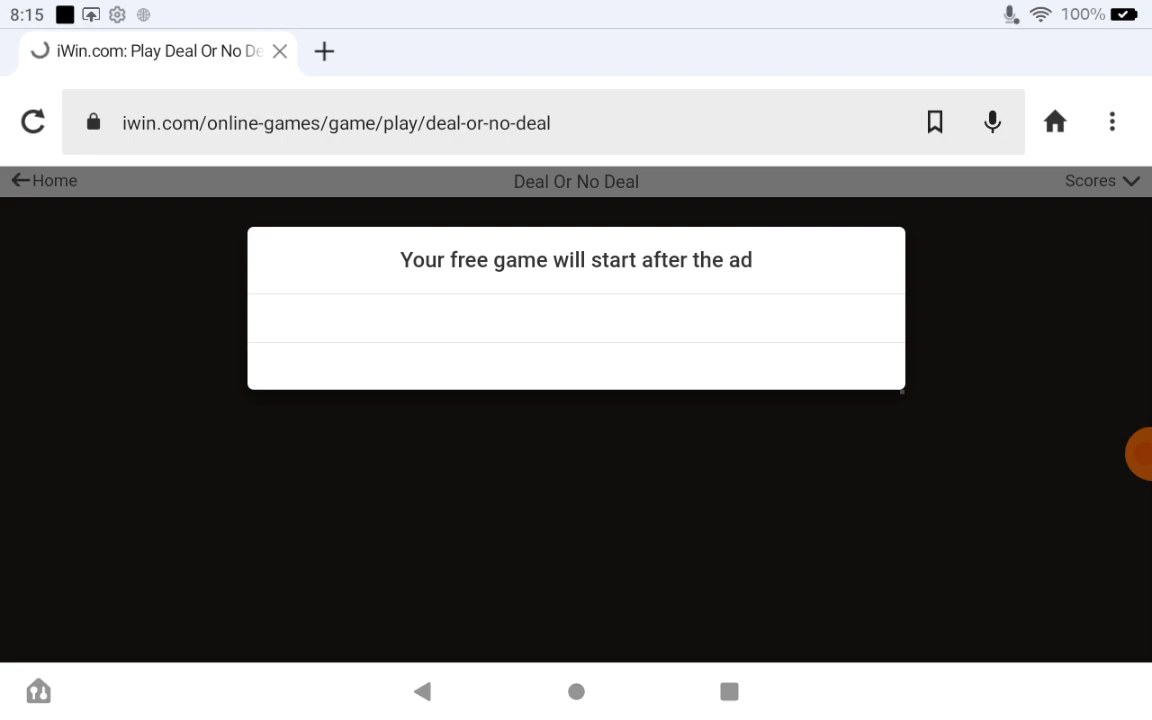 8:15
100%
iWin.com: Play Deal Or No De
iwin.com/online-games/game/play/deal-or-no-deal
Home
Deal Or No Deal
Scores
Your free game will start after the ad